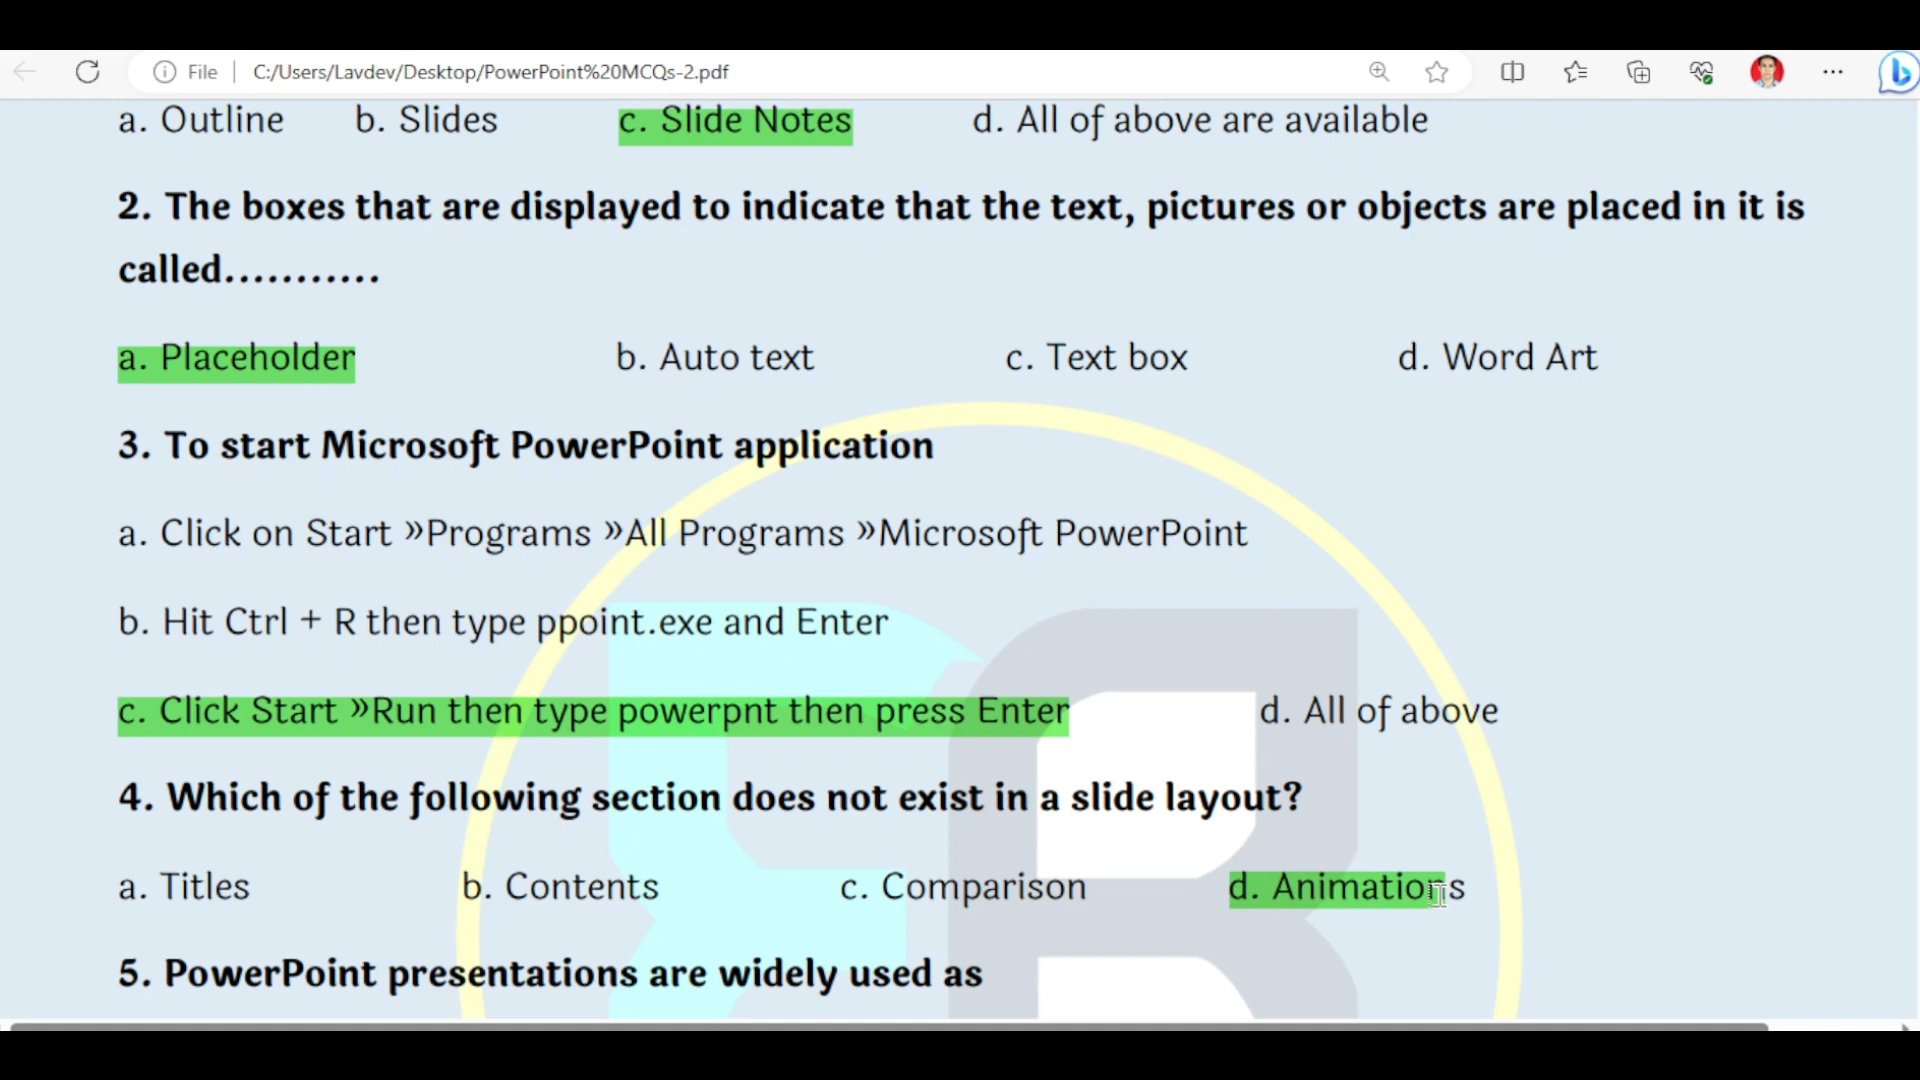 File
C:/Users/Lavdev/Desktop/PowerPoint%20MCQs-2.pdf
a. Outline b. Slides c. Slide Notes d. All of above are available
2. The boxes that are displayed to indicate that the text, pictures or objects are placed in it is
called...........
a. Placeholder b. Auto text c. Text box d. Word Art
3. To start Microsoft PowerPoint application
a. Click on Start »Programs »All Programs »Microsoft PowerPoint
b. Hit Ctrl + R then type ppoint.exe and Enter
c. Click Start »Run then type powerpnt then press Enter d. All of above
4. Which of the following section does not exist in a slide layout?
a. Titles b. Contents c. Comparison d. Animations
5. PowerPoint presentations are widely used as